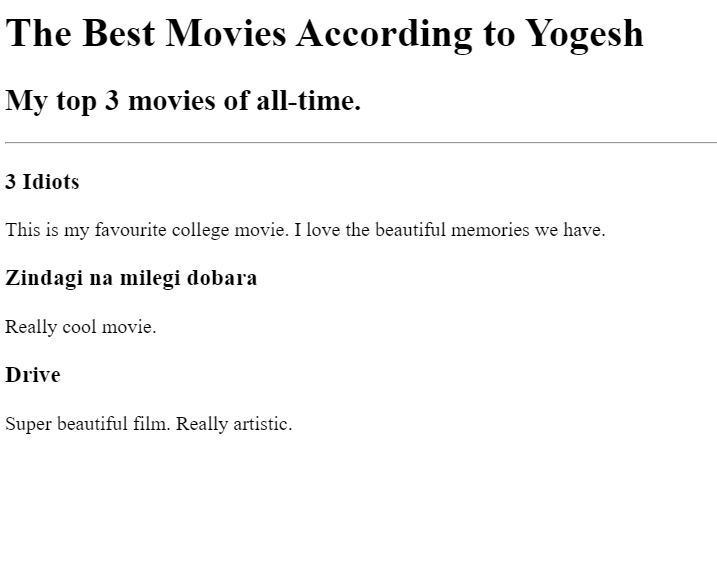 The Best Movies According to Yogesh
My top 3 movies of all-time.
3 Idiots
This is my favourite college movie. I love the beautiful memories we have.
Zindagi na milegi dobara
Really cool movie.
Drive
Super beautiful film. Really artistic.